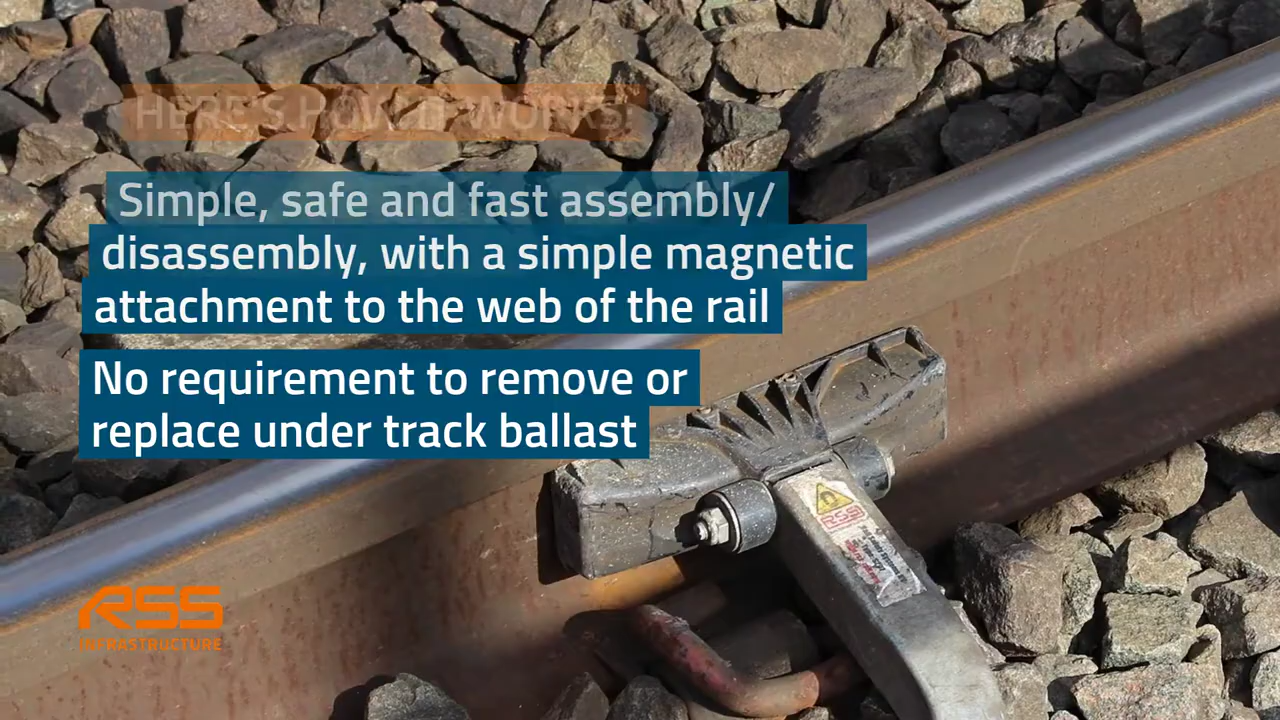 HERE'S HOW IT WORKS!
Simple, safe and fast assembly/
disassembly, with a simple magnetic
attachment to the web of the rail
No requirement to remove or
replace under track ballast
RSS
RSS
INFRASTRUCTURE